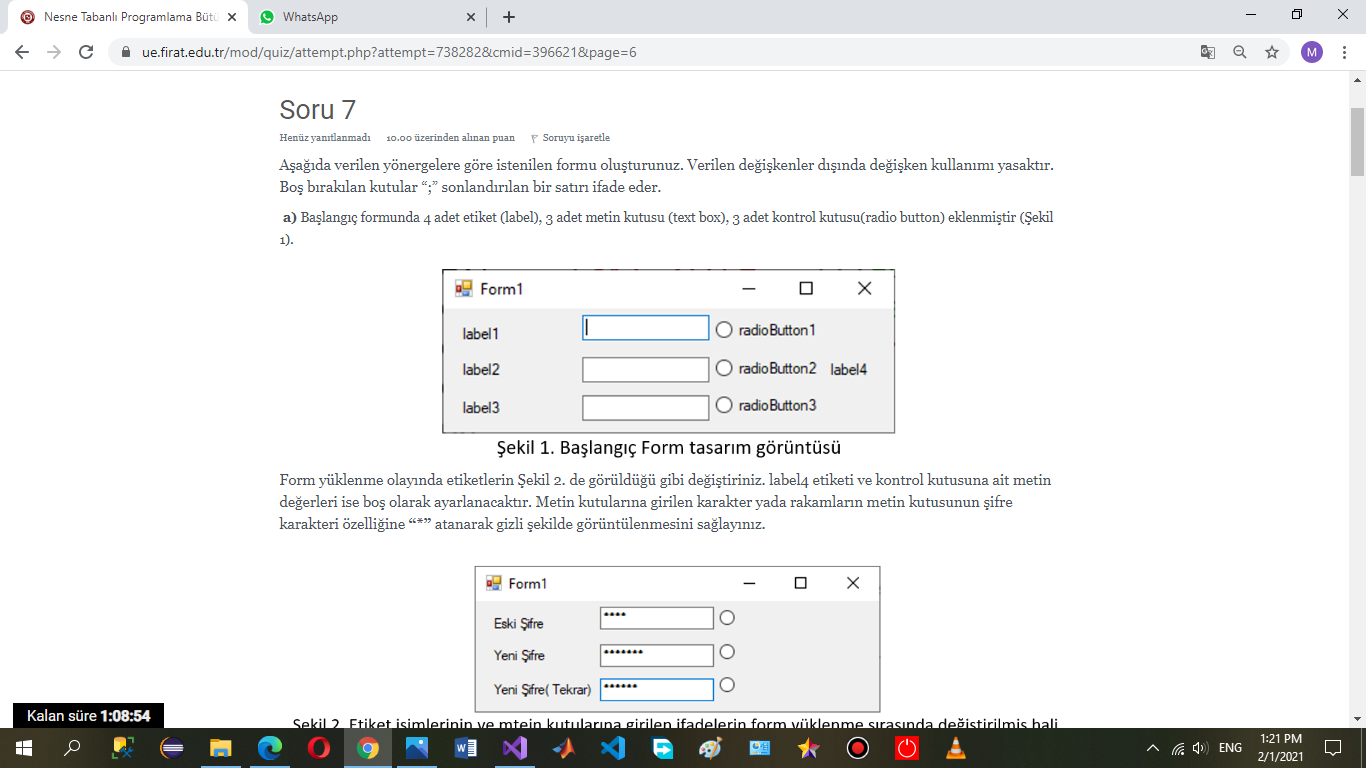 Nesne Tabanlı Programlama Bütü
WhatsApp
ue.firat.edu.tr/mod/quiz/attempt.php?attempt=738282&cmid=396621&page=6
M
Soru 7
Henüz yanıtlanmadı 10.00 üzerinden alınan puan Soruyu işaretle
Aşağıda verilen yönergelere göre istenilen formu oluşturunuz. Verilen değişkenler dışında değişken kullanımı yasaktır.
Boş bırakılan kutular “;” sonlandırılan bir satırı ifade eder.
a) Başlangıç formunda 4 adet etiket (label), 3 adet metin kutusu (text box), 3 adet kontrol kutusu(radio button) eklenmiştir (Şekil
1).
Form1
label1 radioButton1
label2 radioButton2 label4
label3 radioButton3
Şekil 1. Başlangıç Form tasarım görüntüsü
Form yüklenme olayında etiketlerin Şekil 2. de görüldüğü gibi değiştiriniz. label4 etiketi ve kontrol kutusuna ait metin
değerleri ise boş olarak ayarlanacaktır. Metin kutularına girilen karakter yada rakamların metin kutusunun şifre
karakteri özelliğine “*” atanarak gizli şekilde görüntülenmesini sağlayınız.
Form1
Eski Şifre ****
Yeni Şifre *******
Yeni Şifre( Tekrar) ******
Şekil 2. Etiket isimlerinin ve mtein kutularına girilen ifadelerin form yüklenme sırasında değiştirilmiş hali
Kalan süre 1:08:54
ENG
1:21 PM
2/1/2021